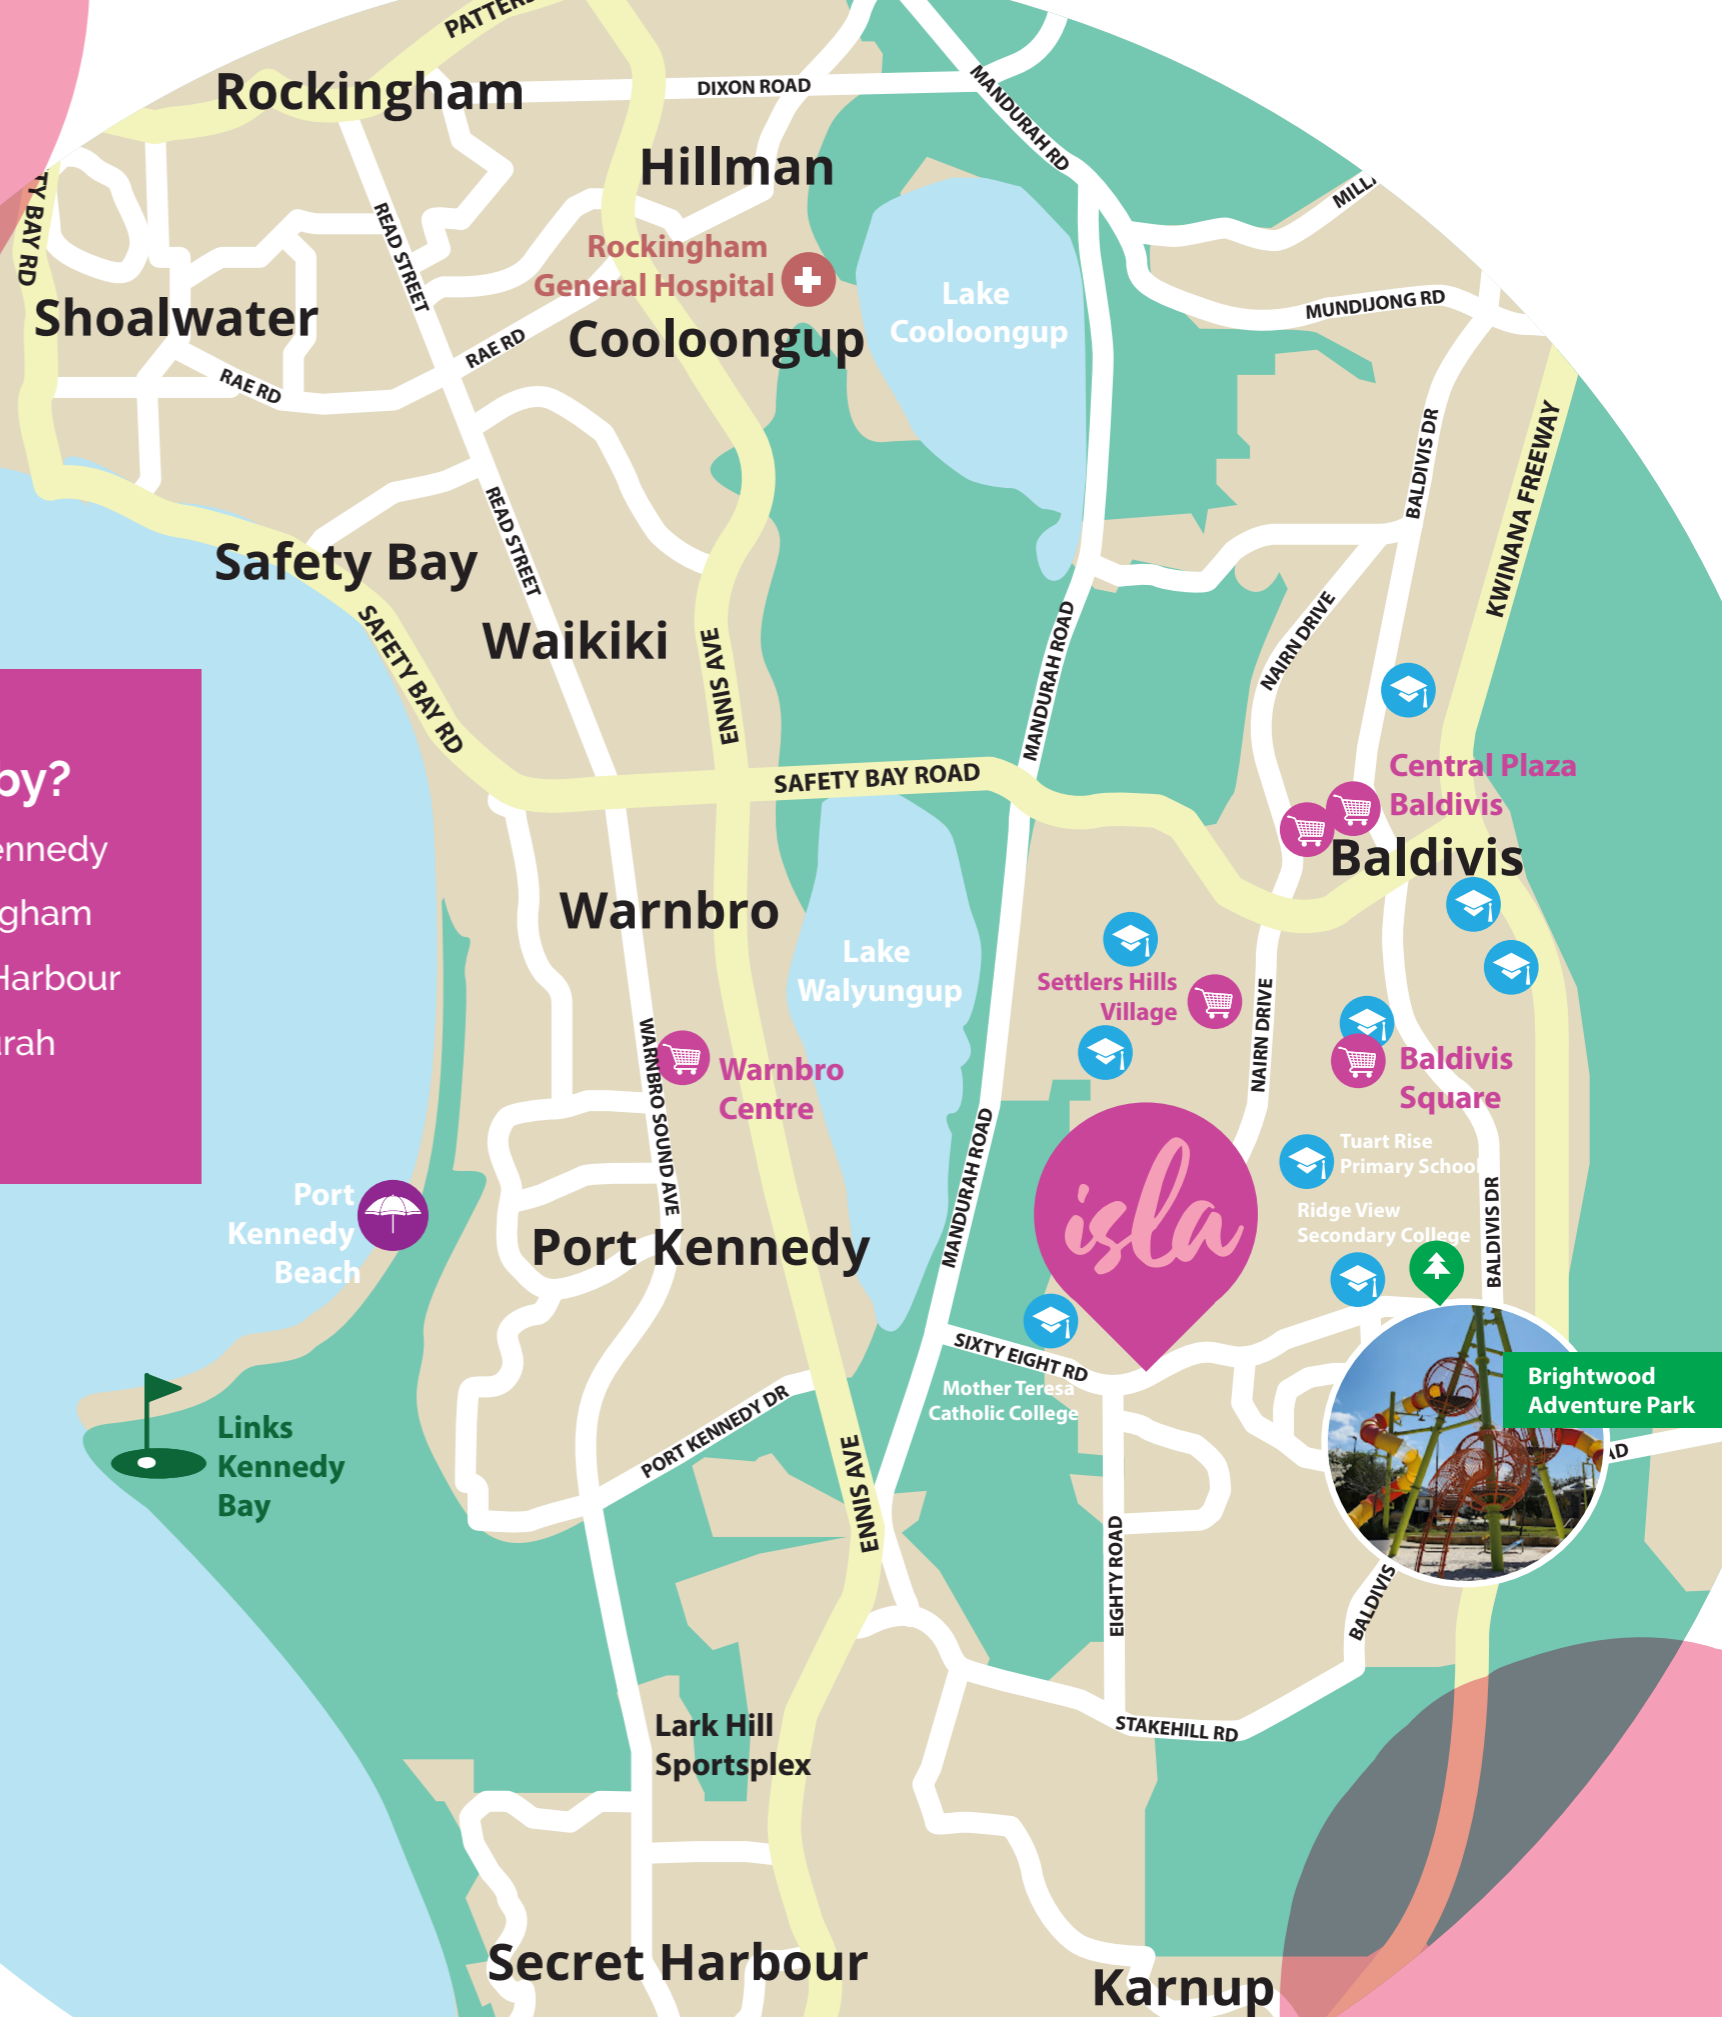 PATTER
Rockingham
DIXON ROAD
MANDURAH RD
Hillman
TY BAY RD
READ STREET
Rockingham
General Hospital
Lake
Cooloongup
MUNDIJONG RD
Shoalwater
Cooloongup
RAE RD
RAE RD
BALDIVIS DR
KWINANA FREEWAY
READ STREET
Safety Bay
SAFETY BAY RD
Waikiki
ENNIS AVE
MANDURAH ROAD
NAIRN DRIVE
SAFETY BAY ROAD
Central Plaza
Baldivis
Baldivis
by?
ennedy
gham
Harbour
rah
Warnbro
Lake
Walyungup
Settlers Hills
Village
NAIRN DRIVE
WARNBRO SOUND AVE
Warnbro
Centre
Baldivis
Square
Tuart Rise
Primary School
Ridge View
Secondary College
BALDIVIS DR
MANDURAH ROAD
isla
Port
Kennedy
Beach
Port Kennedy
SIXTY EIGHT RD
Mother Teresa
Catholic College
Brightwood
Adventure Park
AD
Links
Kennedy
Bay
PORT KENNEDY DR
ENNIS AVE
EIGHTY ROAD
BALDIVIS
STAKEHILL RD
Lark Hill
Sportsplex
Secret Harbour
Karnup